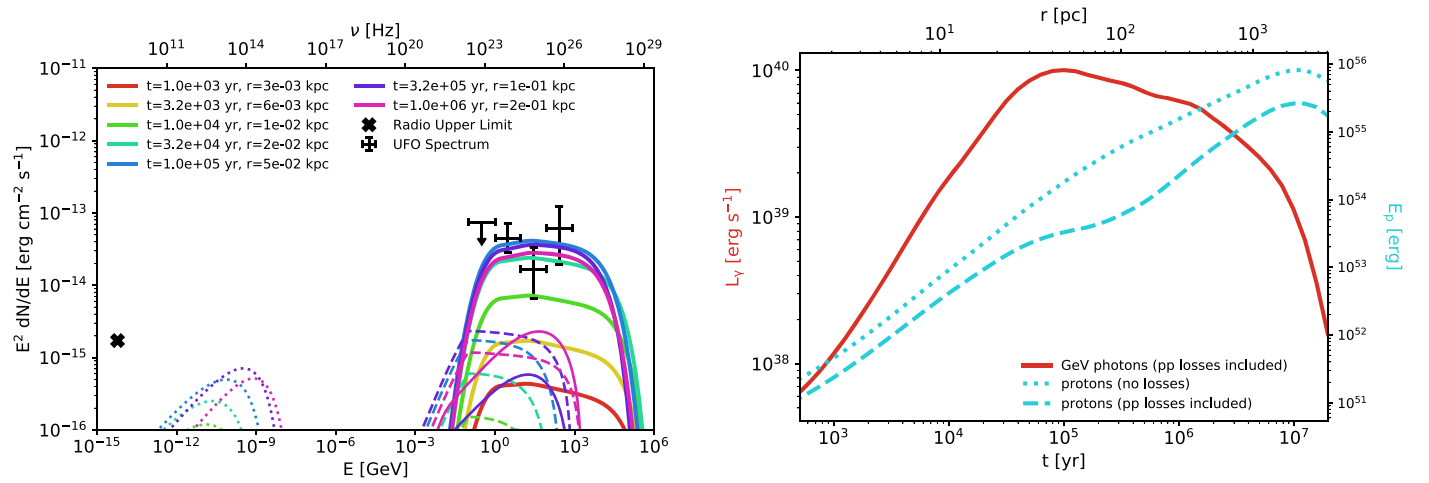 ν [Hz]
10^11 10^14 10^17 10^20 10^23 10^26 10^29
10^-11
10^-12
10^-13
10^-14
10^-15
10^-16
E^2 dN/dE [erg cm^-2 s^-1]
t=1.0e+03 yr, r=3e-03 kpc
t=3.2e+03 yr, r=6e-03 kpc
t=1.0e+04 yr, r=1e-02 kpc
t=3.2e+04 yr, r=2e-02 kpc
t=1.0e+05 yr, r=5e-02 kpc
t=3.2e+05 yr, r=1e-01 kpc
t=1.0e+06 yr, r=2e-01 kpc
Radio Upper Limit
UFO Spectrum
10^-15 10^-12 10^-9 10^-6 10^-3 10^0 10^3 10^6
E [GeV]
r [pc]
10^1 10^2 10^3
10^40
10^39
10^38
L_γ [erg s^-1]
10^56
10^55
10^54
10^53
10^52
10^51
E_p [erg]
GeV photons (pp losses included)
protons (no losses)
protons (pp losses included)
10^3 10^4 10^5 10^6 10^7
t [yr]